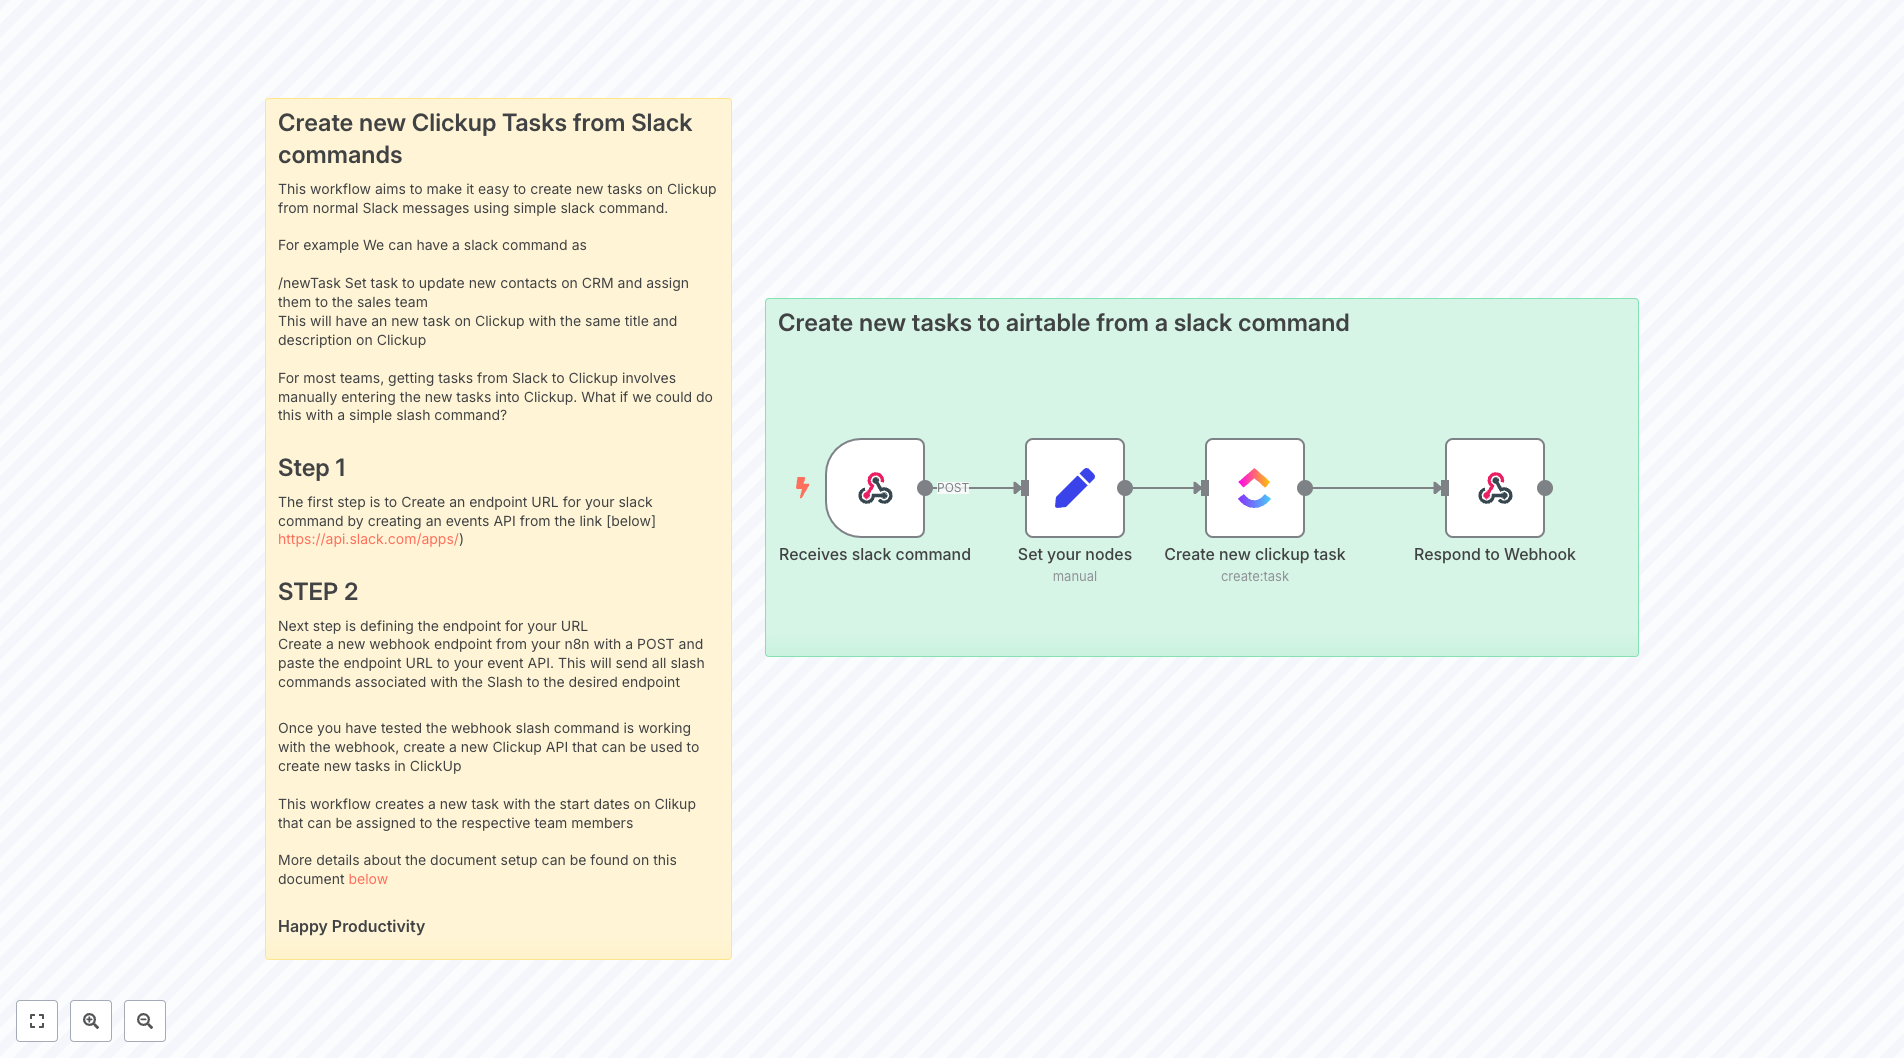 Create new Clickup Tasks from Slack
commands
This workflow aims to make it easy to create new tasks on Clickup
from normal Slack messages using simple slack command.
For example We can have a slack command as
/newTask Set task to update new contacts on CRM and assign
them to the sales team
This will have an new task on Clickup with the same title and
description on Clickup
For most teams, getting tasks from Slack to Clickup involves
manually entering the new tasks into Clickup. What if we could do
this with a simple slash command?
Step 1
The first step is to Create an endpoint URL for your slack
command by creating an events API from the link [below]
https://api.slack.com/apps/)
STEP 2
Next step is defining the endpoint for your URL
Create a new webhook endpoint from your n8n with a POST and
paste the endpoint URL to your event API. This will send all slash
commands associated with the Slash to the desired endpoint
Once you have tested the webhook slash command is working
with the webhook, create a new Clickup API that can be used to
create new tasks in ClickUp
This workflow creates a new task with the start dates on Clikup
that can be assigned to the respective team members
More details about the document setup can be found on this
document below
Happy Productivity
Create new tasks to airtable from a slack command
POST
Receives slack command
Set your nodes
manual
Create new clickup task
create:task
Respond to Webhook